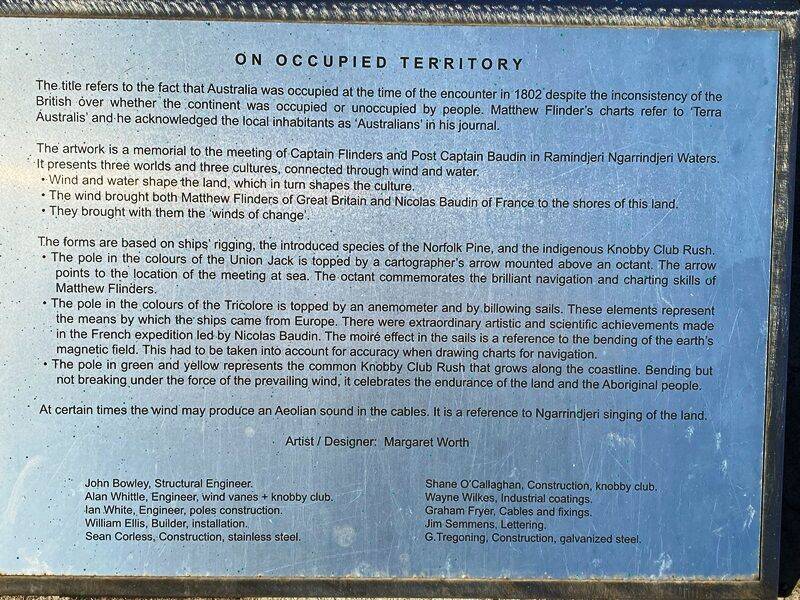 ON OCCUPIED TERRITORY
The title refers to the fact that Australia was occupied at the time of the encounter in 1802 despite the inconsistency of the
British over whether the continent was occupied or unoccupied by people. Matthew Flinder's charts refer to 'Terra
Australis' and he acknowledged the local inhabitants as 'Australians' in his journal.
The artwork is a memorial to the meeting of Captain Flinders and Post Captain Baudin in Ramindjeri Ngarrindjeri Waters.
It presents three worlds and three cultures, connected through wind and water.
• Wind and water shape the land, which in turn shapes the culture.
• The wind brought both Matthew Flinders of Great Britain and Nicolas Baudin of France to the shores of this land.
• They brought with them the 'winds of change'.
The forms are based on ships' rigging, the introduced species of the Norfolk Pine, and the indigenous Knobby Club Rush.
• The pole in the colours of the Union Jack is topped by a cartographer's arrow mounted above an octant. The arrow
points to the location of the meeting at sea. The octant commemorates the brilliant navigation and charting skills of
Matthew Flinders.
• The pole in the colours of the Tricolore is topped by an anemometer and by billowing sails. These elements represent
the means by which the ships came from Europe. There were extraordinary artistic and scientific achievements made
in the French expedition led by Nicolas Baudin. The moiré effect in the sails is a reference to the bending of the earth's
magnetic field. This had to be taken into account for accuracy when drawing charts for navigation.
• The pole in green and yellow represents the common Knobby Club Rush that grows along the coastline. Bending but
not breaking under the force of the prevailing wind, it celebrates the endurance of the land and the Aboriginal people.
At certain times the wind may produce an Aeolian sound in the cables. It is a reference to Ngarrindjeri singing of the land.
Artist / Designer: Margaret Worth
John Bowley, Structural Engineer.
Alan Whittle, Engineer, wind vanes + knobby club.
Ian White, Engineer, poles construction.
William Ellis, Builder, installation.
Sean Corless, Construction, stainless steel.
Shane O'Callaghan, Construction, knobby club.
Wayne Wilkes, Industrial coatings.
Graham Fryer, Cables and fixings.
Jim Semmens, Lettering.
G.Tregoning, Construction, galvanized steel.